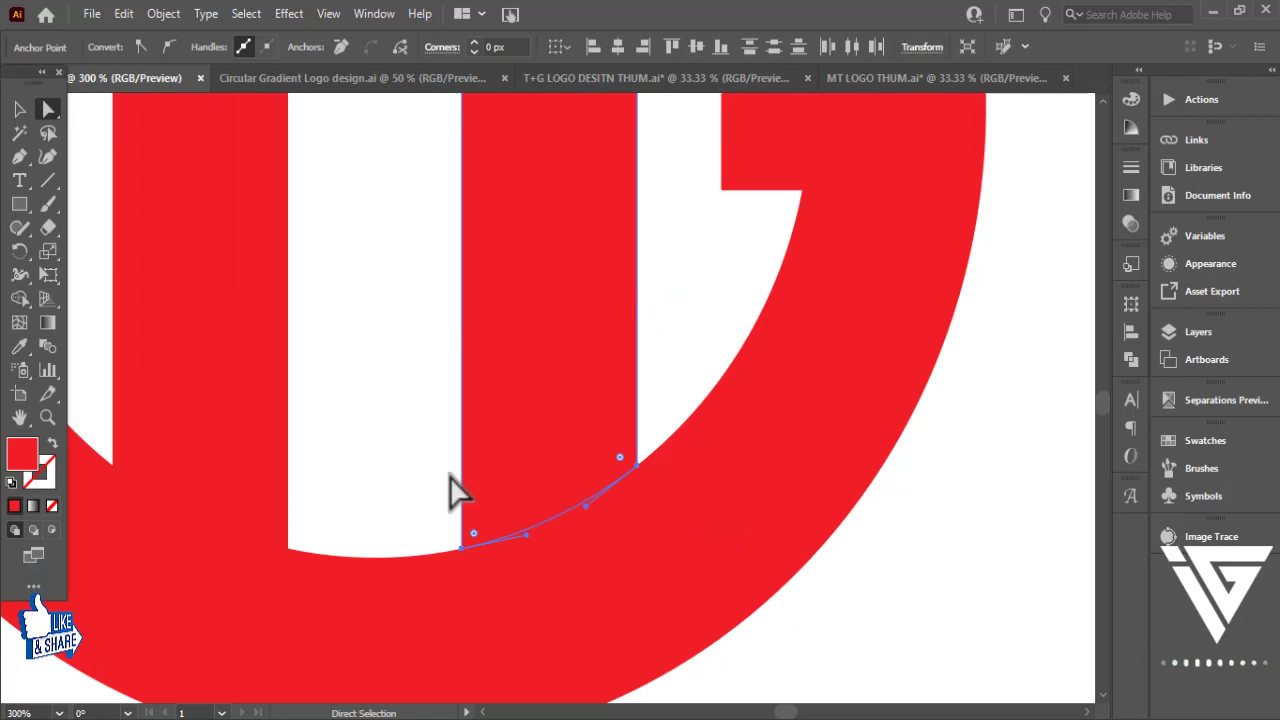 Ai File Edit Object Type Select Effect View Window Help Search Adobe Help
Anchor Point Convert: Handles: Anchors: Corners: 0 px Transform
@ 300 % (RGB/Preview) × Circular Gradient Logo design.ai @ 50 % (RGB/Previe... × T+G LOGO DESITN THUM.ai* @ 33.33 % (RGB/Preview... × MT LOGO THUM.ai* @ 33.33 % (RGB/Preview... ×
Actions
Links
Libraries
Document Info
Variables
Appearance
Asset Export
Layers
Artboards
Separations Previ...
Swatches
Brushes
Symbols
Image Trace
LIKE
& SHARE
300% 0° 1 Direct Selection